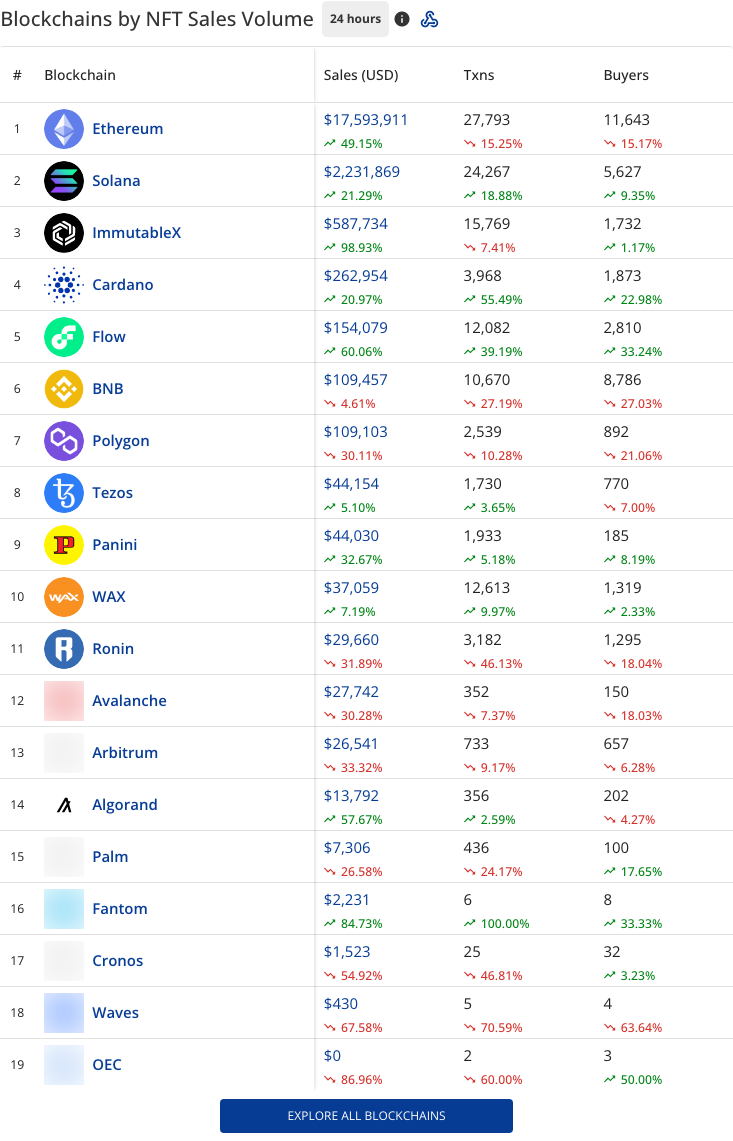 Blockchains by NFT Sales Volume 24 hours
# Blockchain Sales (USD) Txns Buyers
1 Ethereum $17,593,911 27,793 11,643
49.15% 15.25% 15.17%
2 Solana $2,231,869 24,267 5,627
21.29% 18.88% 9.35%
3 ImmutableX $587,734 15,769 1,732
98.93% 7.41% 1.17%
4 Cardano $262,954 3,968 1,873
20.97% 55.49% 22.98%
5 Flow $154,079 12,082 2,810
60.06% 39.19% 33.24%
6 BNB $109,457 10,670 8,786
4.61% 27.19% 27.03%
7 Polygon $109,103 2,539 892
30.11% 10.28% 21.06%
8 Tezos $44,154 1,730 770
5.10% 3.65% 7.00%
P
9 Panini $44,030 1,933 185
32.67% 5.18% 8.19%
WAX
10 WAX $37,059 12,613 1,319
7.19% 9.97% 2.33%
11 Ronin $29,660 3,182 1,295
31.89% 46.13% 18.04%
12 Avalanche $27,742 352 150
30.28% 7.37% 18.03%
13 Arbitrum $26,541 733 657
33.32% 9.17% 6.28%
14 Algorand $13,792 356 202
57.67% 2.59% 4.27%
15 Palm $7,306 436 100
26.58% 24.17% 17.65%
16 Fantom $2,231 6 8
84.73% 100.00% 33.33%
17 Cronos $1,523 25 32
54.92% 46.81% 3.23%
18 Waves $430 5 4
67.58% 70.59% 63.64%
19 OEC $0 2 3
86.96% 60.00% 50.00%
EXPLORE ALL BLOCKCHAINS